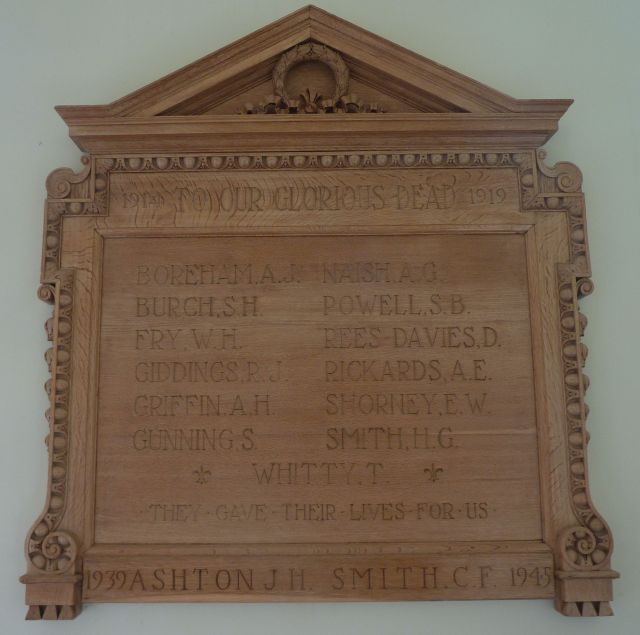 1914 TO OUR GLORIOUS DEAD 1919
BOREHAM, A. J. NAISH, A. G.
BURCH, S. H. POWELL, S. B.
FRY, W. H. REES-DAVIES, D.
GIDDINGS, R. J. RICKARDS, A. E.
GRIFFIN, A. H. SHORNEY, E. W.
GUNNING, S. SMITH, H. G.
WHITTY, T.
· THEY · GAVE · THEIR · LIVES · FOR · US ·
1939 ASHTON J. H. SMITH. C. F. 1945